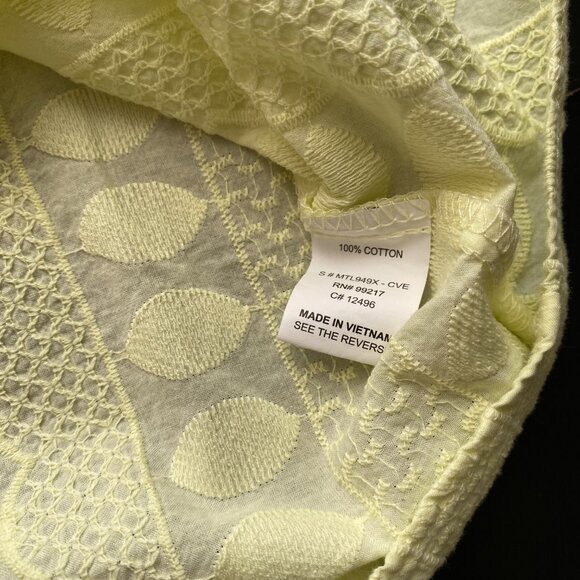 100% COTTON
S # MTL949X - CVE
RN# 99217
C# 12496
MADE IN VIETNAM
SEE THE REVERS